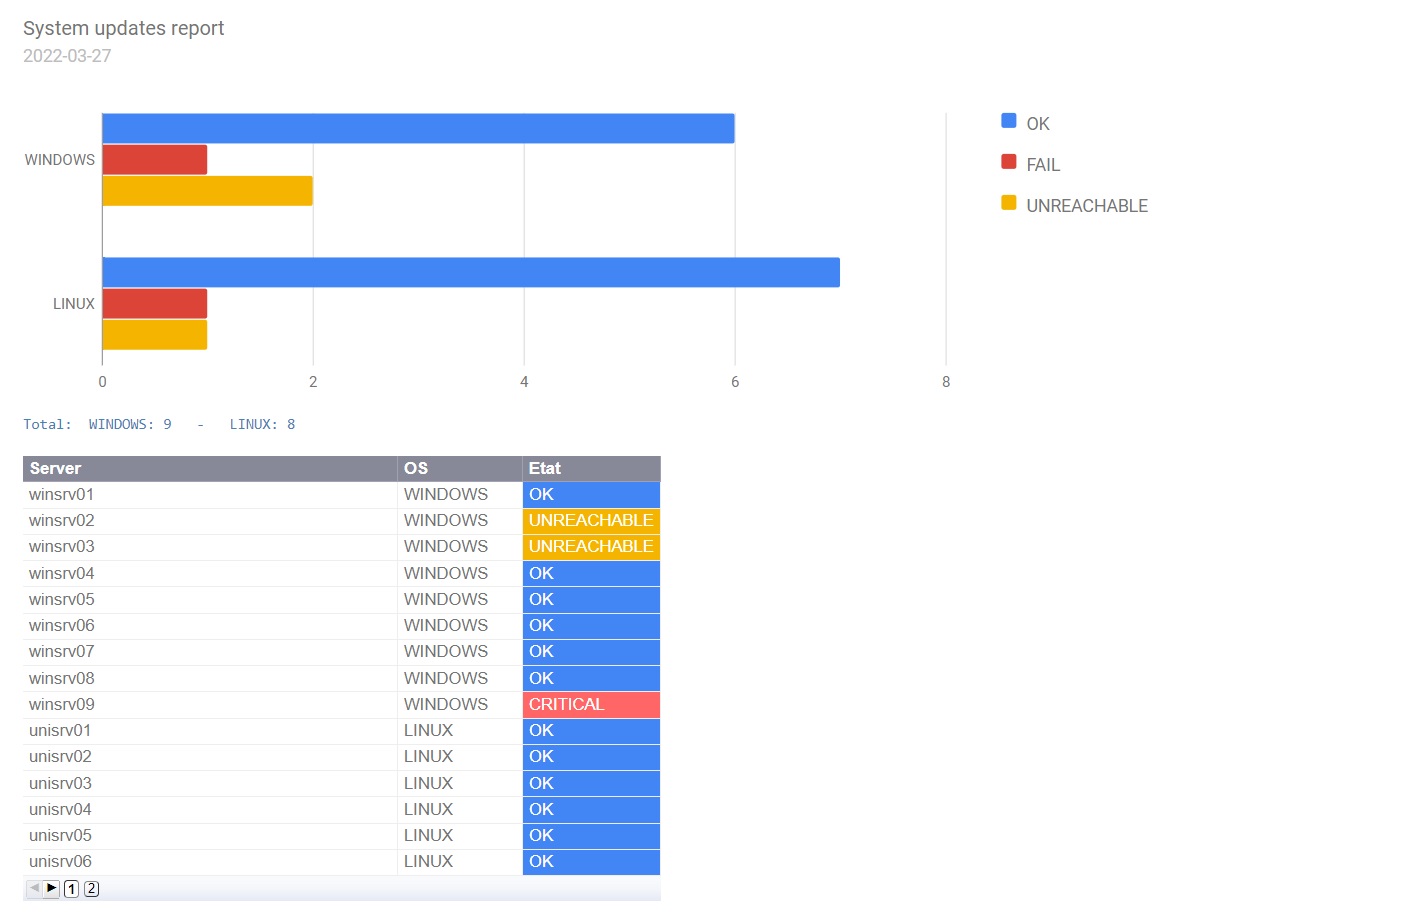 System updates report
2022-03-27
OK
WINDOWS
FAIL
UNREACHABLE
LINUX
0 2 4 6 8
Total:  WINDOWS: 9   -   LINUX: 8
Server OS Etat
winsrv01 WINDOWS OK
winsrv02 WINDOWS UNREACHABLE
winsrv03 WINDOWS UNREACHABLE
winsrv04 WINDOWS OK
winsrv05 WINDOWS OK
winsrv06 WINDOWS OK
winsrv07 WINDOWS OK
winsrv08 WINDOWS OK
winsrv09 WINDOWS CRITICAL
unisrv01 LINUX OK
unisrv02 LINUX OK
unisrv03 LINUX OK
unisrv04 LINUX OK
unisrv05 LINUX OK
unisrv06 LINUX OK
1 2